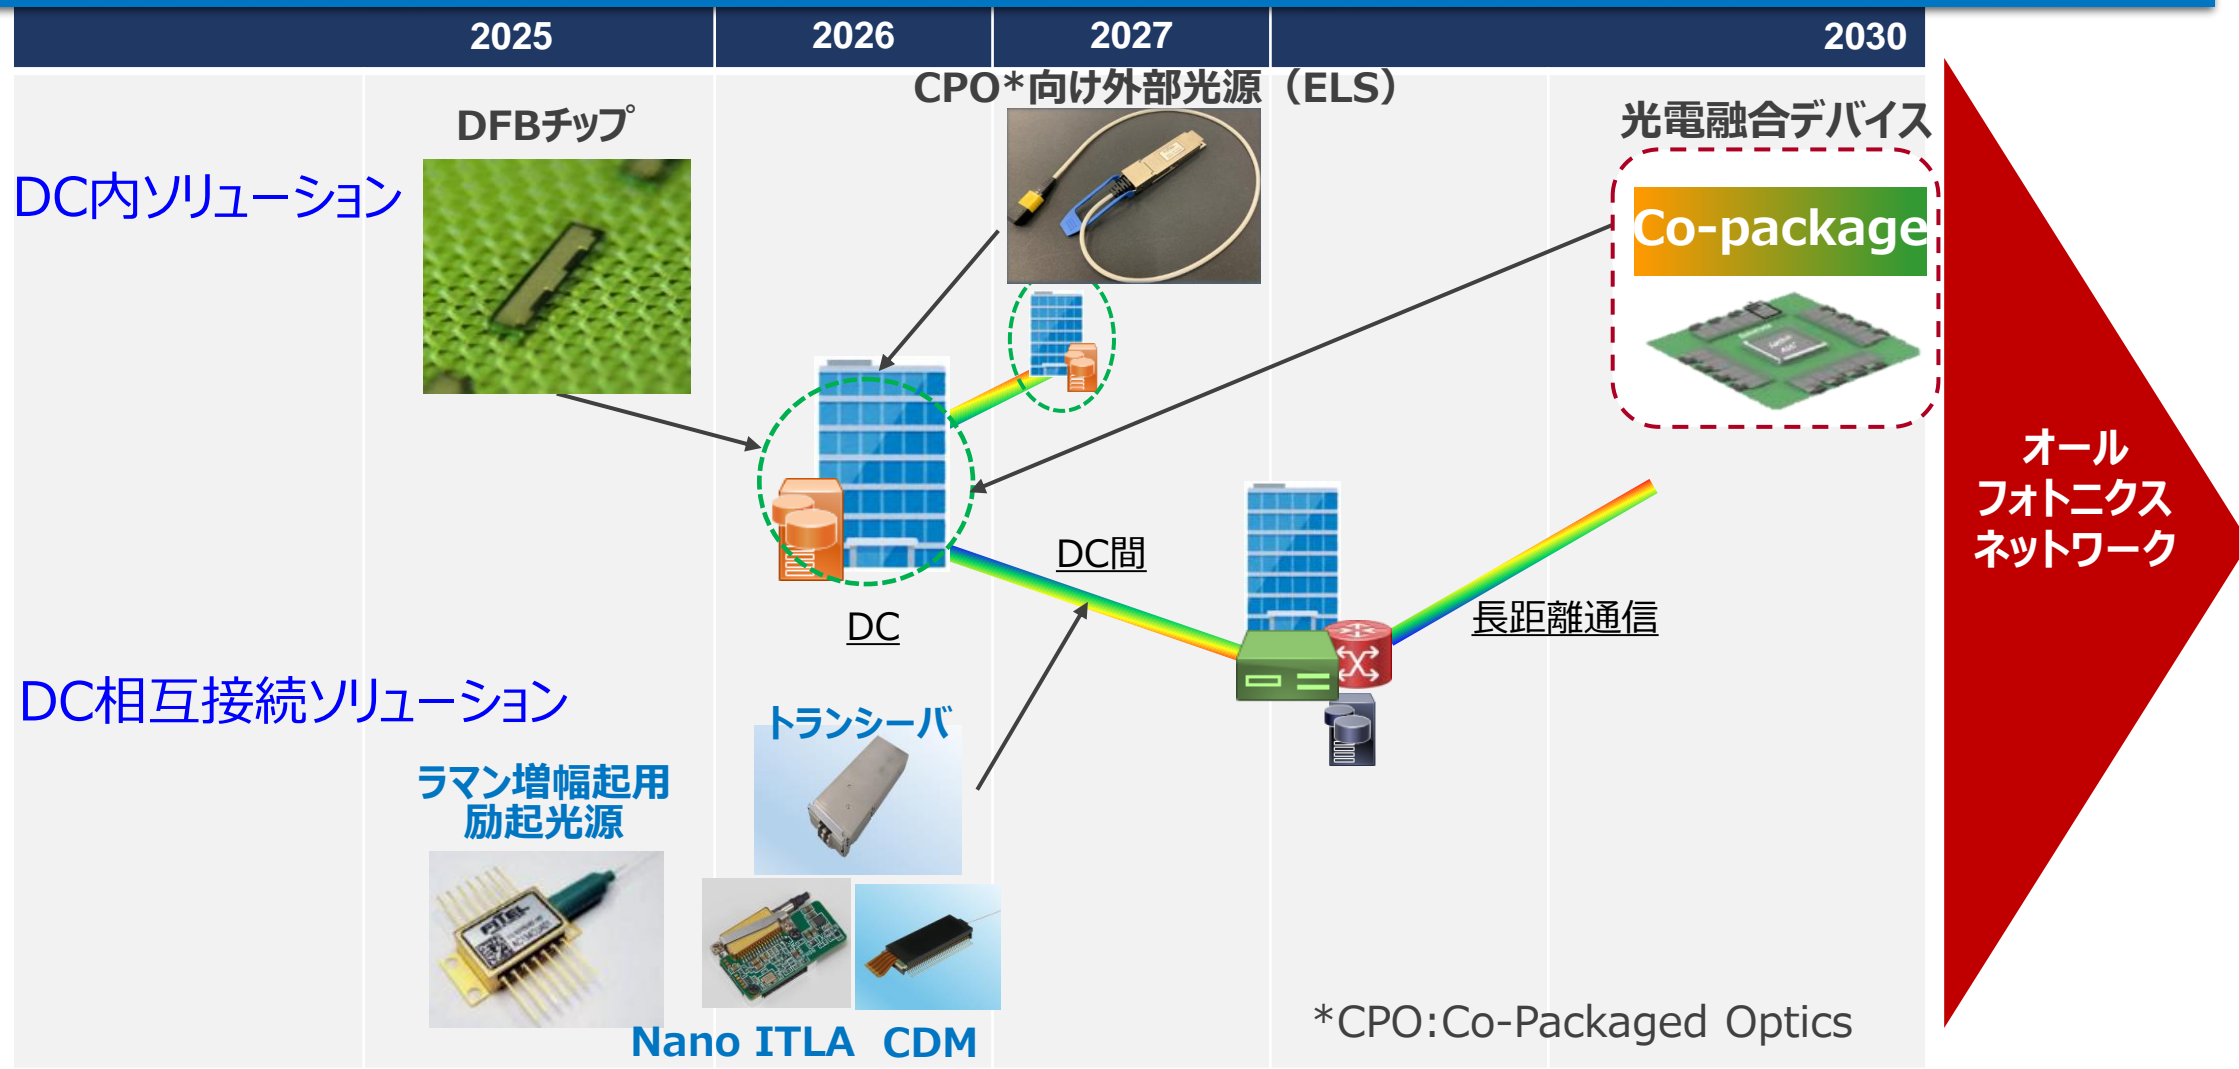 2025
2026
2027
2030
CPO*向け外部光源（ELS）
DFBチップ
光電融合デバイス
DC内ソリューション
Co-package
オール
フォトニクス
ネットワーク
DC間
DC
長距離通信
DC相互接続ソリューション
トランシーバ
ラマン増幅起用
励起光源
FITEL
Nano ITLA
CDM
*CPO:Co-Packaged Optics